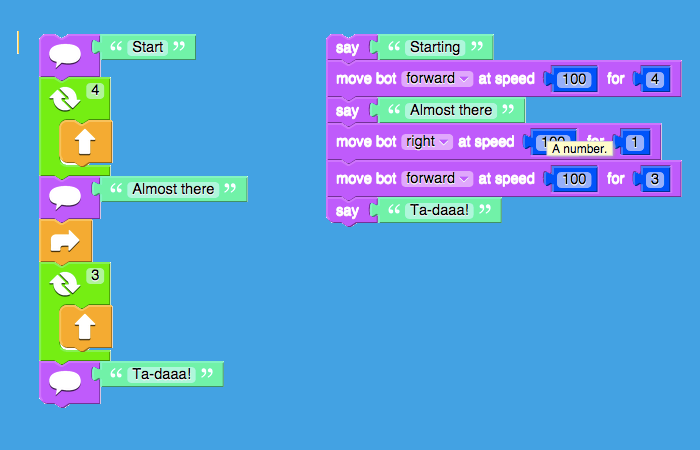 “ Start ”
4
“ Almost there ”
3
“ Ta-daaa! ”
say “ Starting ”
move bot forward at speed 100 for 4
say “ Almost there ”
move bot right at speed 100 for 1
A number.
move bot forward at speed 100 for 3
say “ Ta-daaa! ”